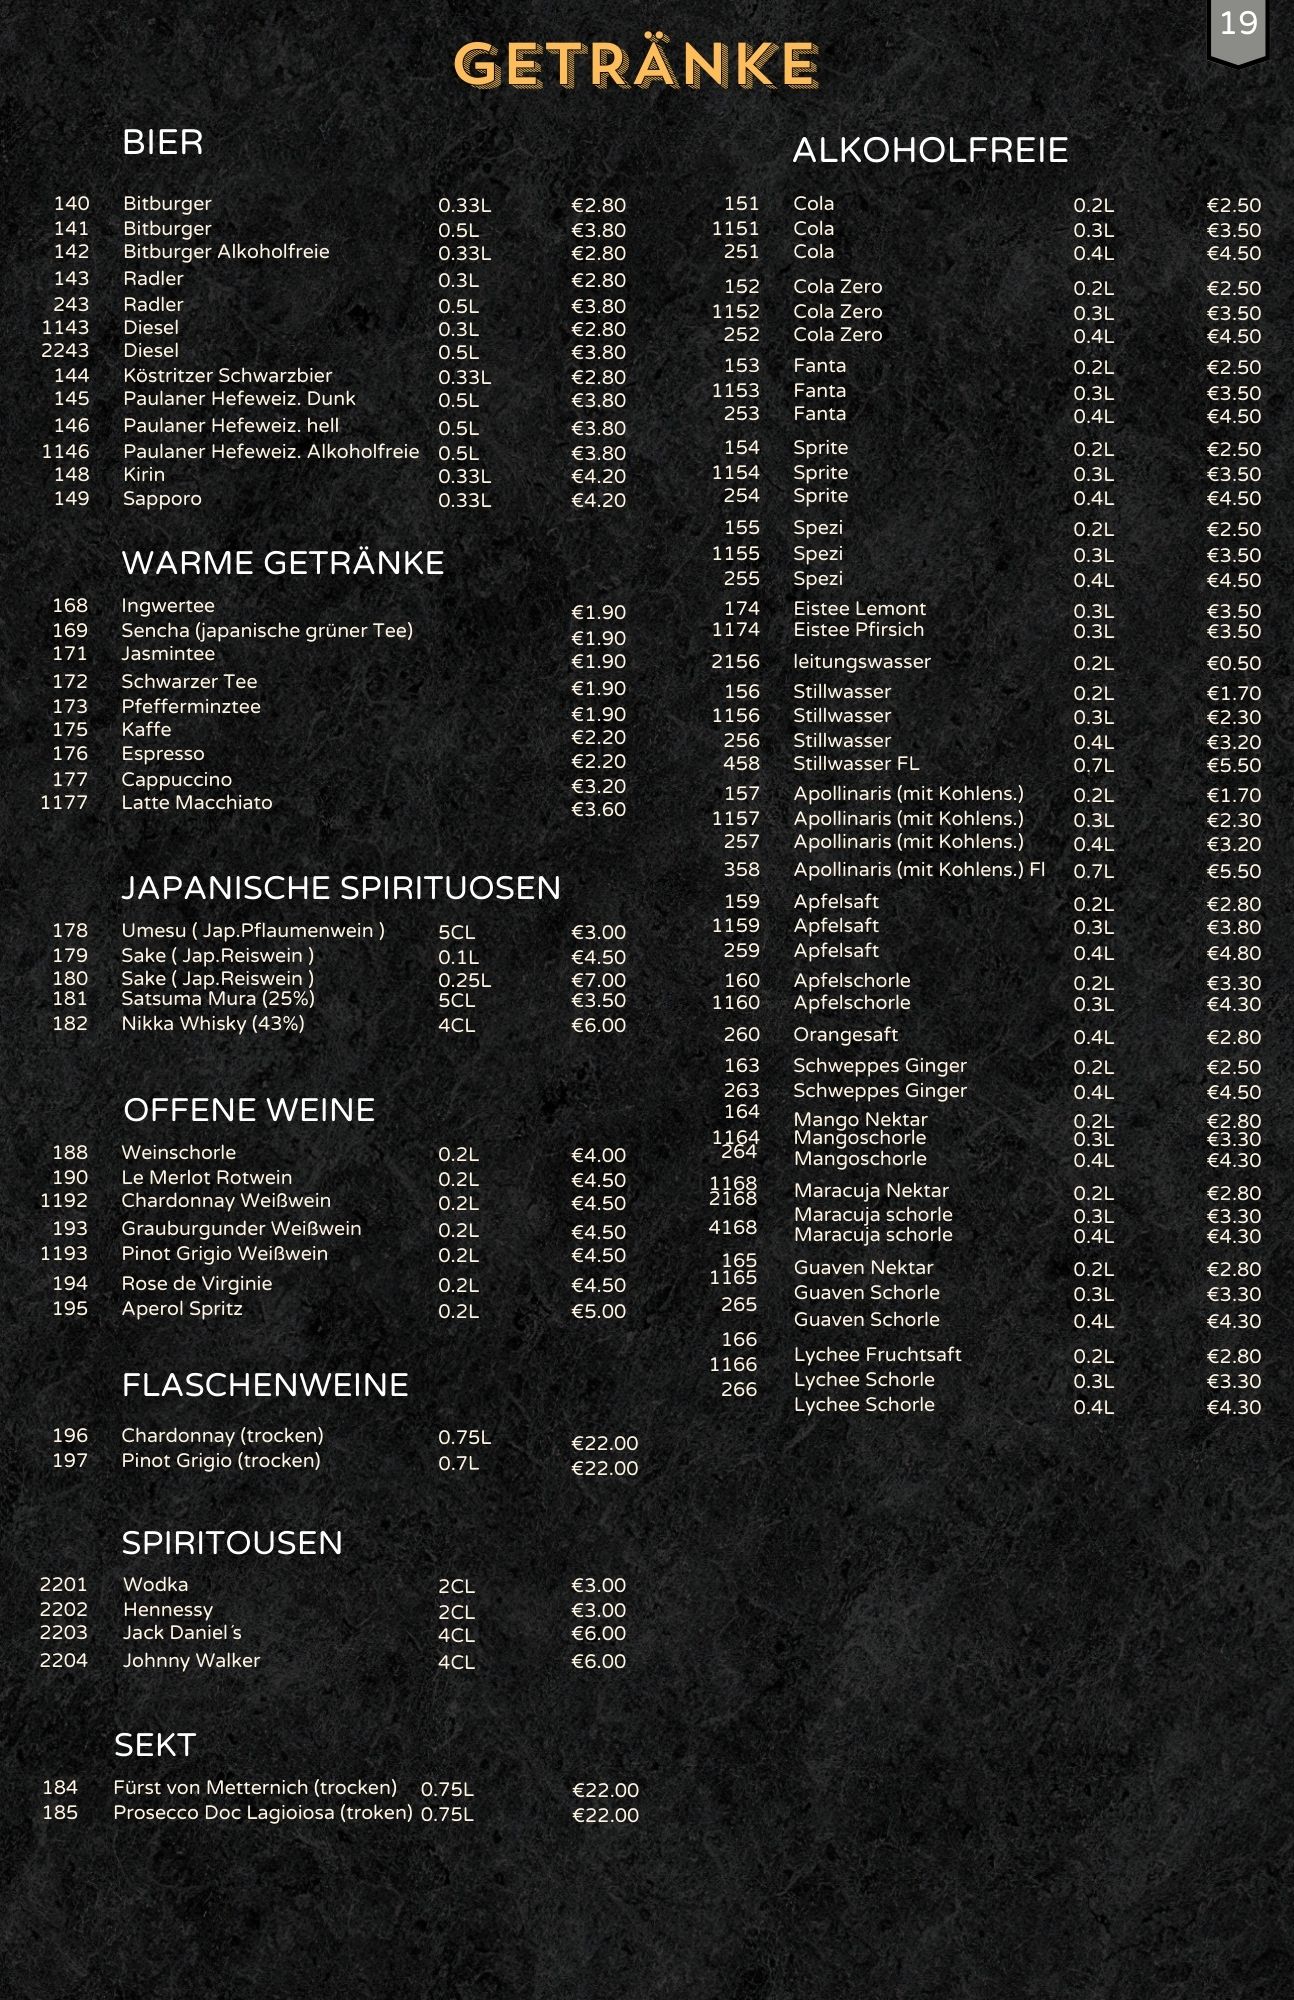 19
GETRÄNKE
BIER
140 Bitburger 0.33L €2.80
141 Bitburger 0.5L €3.80
142 Bitburger Alkoholfreie 0.33L €2.80
143 Radler 0.3L €2.80
243 Radler 0.5L €3.80
1143 Diesel 0.3L €2.80
2243 Diesel 0.5L €3.80
144 Köstritzer Schwarzbier 0.33L €2.80
145 Paulaner Hefeweiz. Dunk 0.5L €3.80
146 Paulaner Hefeweiz. hell 0.5L €3.80
1146 Paulaner Hefeweiz. Alkoholfreie 0.5L €3.80
148 Kirin 0.33L €4.20
149 Sapporo 0.33L €4.20
WARME GETRÄNKE
168 Ingwertee €1.90
169 Sencha (japanische grüner Tee) €1.90
171 Jasmintee €1.90
172 Schwarzer Tee €1.90
173 Pfefferminztee €1.90
175 Kaffe €2.20
176 Espresso €2.20
177 Cappuccino €3.20
1177 Latte Macchiato €3.60
JAPANISCHE SPIRITUOSEN
178 Umesu ( Jap.Pflaumenwein ) 5CL €3.00
179 Sake ( Jap.Reiswein ) 0.1L €4.50
180 Sake ( Jap.Reiswein ) 0.25L €7.00
181 Satsuma Mura (25%) 5CL €3.50
182 Nikka Whisky (43%) 4CL €6.00
OFFENE WEINE
188 Weinschorle 0.2L €4.00
190 Le Merlot Rotwein 0.2L €4.50
1192 Chardonnay Weißwein 0.2L €4.50
193 Grauburgunder Weißwein 0.2L €4.50
1193 Pinot Grigio Weißwein 0.2L €4.50
194 Rose de Virginie 0.2L €4.50
195 Aperol Spritz 0.2L €5.00
FLASCHENWEINE
196 Chardonnay (trocken) 0.75L €22.00
197 Pinot Grigio (trocken) 0.7L €22.00
SPIRITOUSEN
2201 Wodka 2CL €3.00
2202 Hennessy 2CL €3.00
2203 Jack Daniel´s 4CL €6.00
2204 Johnny Walker 4CL €6.00
SEKT
184 Fürst von Metternich (trocken) 0.75L €22.00
185 Prosecco Doc Lagioiosa (troken) 0.75L €22.00
ALKOHOLFREIE
151 Cola 0.2L €2.50
1151 Cola 0.3L €3.50
251 Cola 0.4L €4.50
152 Cola Zero 0.2L €2.50
1152 Cola Zero 0.3L €3.50
252 Cola Zero 0.4L €4.50
153 Fanta 0.2L €2.50
1153 Fanta 0.3L €3.50
253 Fanta 0.4L €4.50
154 Sprite 0.2L €2.50
1154 Sprite 0.3L €3.50
254 Sprite 0.4L €4.50
155 Spezi 0.2L €2.50
1155 Spezi 0.3L €3.50
255 Spezi 0.4L €4.50
174 Eistee Lemont 0.3L €3.50
1174 Eistee Pfirsich 0.3L €3.50
2156 leitungswasser 0.2L €0.50
156 Stillwasser 0.2L €1.70
1156 Stillwasser 0.3L €2.30
256 Stillwasser 0.4L €3.20
458 Stillwasser FL 0.7L €5.50
157 Apollinaris (mit Kohlens.) 0.2L €1.70
1157 Apollinaris (mit Kohlens.) 0.3L €2.30
257 Apollinaris (mit Kohlens.) 0.4L €3.20
358 Apollinaris (mit Kohlens.) Fl 0.7L €5.50
159 Apfelsaft 0.2L €2.80
1159 Apfelsaft 0.3L €3.80
259 Apfelsaft 0.4L €4.80
160 Apfelschorle 0.2L €3.30
1160 Apfelschorle 0.3L €4.30
260 Orangesaft 0.4L €2.80
163 Schweppes Ginger 0.2L €2.50
263 Schweppes Ginger 0.4L €4.50
164 Mango Nektar 0.2L €2.80
1164 Mangoschorle 0.3L €3.30
264 Mangoschorle 0.4L €4.30
1168 Maracuja Nektar 0.2L €2.80
2168 Maracuja schorle 0.3L €3.30
4168 Maracuja schorle 0.4L €4.30
165 Guaven Nektar 0.2L €2.80
1165 Guaven Schorle 0.3L €3.30
265 Guaven Schorle 0.4L €4.30
166 Lychee Fruchtsaft 0.2L €2.80
1166 Lychee Schorle 0.3L €3.30
266 Lychee Schorle 0.4L €4.30